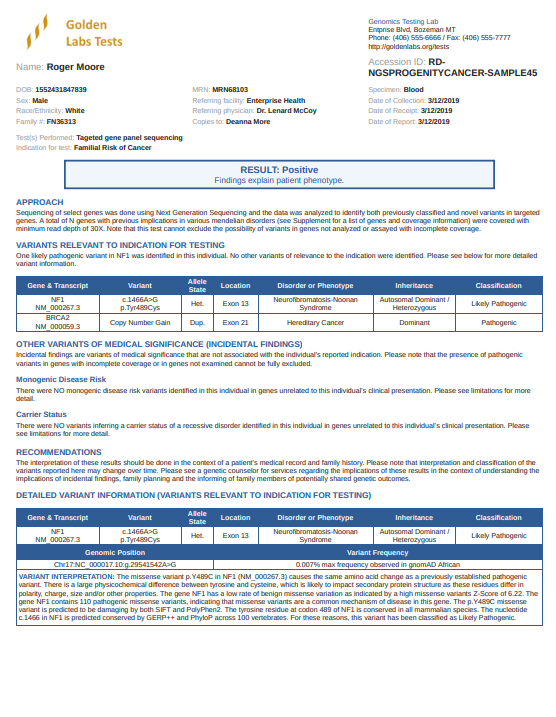 Golden
Labs Tests
Genomics Testing Lab
Entprise Blvd, Bozeman MT
Phone: (406) 555-6666 / Fax: (406) 555-7777
http://goldenlabs.org/tests
Name: Roger Moore
Accession ID: RD-
NGSPROGENITYCANCER-SAMPLE45
DOB: 1552431847839
MRN: MRN68103
Specimen: Blood
Sex: Male
Referring facility: Enterprise Health
Date of Collection: 3/12/2019
Race/Ethnicity: White
Referring physician: Dr. Lenard McCoy
Date of Receipt: 3/12/2019
Family #: FN36313
Copies to: Deanna More
Date of Report: 3/12/2019
Test(s) Performed: Tageted gene panel sequencing
Indication for test: Familial Risk of Cancer
RESULT: Positive
Findings explain patient phenotype.
APPROACH
Sequencing of select genes was done using Next Generation Sequencing and the data was analyzed to identify both previously classified and novel variants in targeted
genes. A total of N genes with previous implications in various mendelian disorders (see Supplement for a list of genes and coverage information) were covered with
minimum read depth of 30X. Note that this test cannot exclude the possibility of variants in genes not analyzed or assayed with incomplete coverage.
VARIANTS RELEVANT TO INDICATION FOR TESTING
One likely pathogenic variant in NF1 was identified in this individual. No other variants of relevance to the indication were identified. Please see below for more detailed
variant information.
Gene & Transcript Variant Allele State Location Disorder or Phenotype Inheritance Classification
NF1 NM_000267.3 c.1466A>G p.Tyr489Cys Het. Exon 13 Neurofibromatosis-Noonan Syndrome Autosomal Dominant / Heterozygous Likely Pathogenic
BRCA2 NM_000059.3 Copy Number Gain Dup. Exon 21 Hereditary Cancer Dominant Pathogenic
OTHER VARIANTS OF MEDICAL SIGNIFICANCE (INCIDENTAL FINDINGS)
Incidental findings are variants of medical significance that are not associated with the individual's reported indication. Please note that the presence of pathogenic
variants in genes with incomplete coverage or in genes not examined cannot be fully excluded.
Monogenic Disease Risk
There were NO monogenic disease risk variants identified in this individual in genes unrelated to this individual's clinical presentation. Please see limitations for more
detail.
Carrier Status
There were NO variants inferring a carrier status of a recessive disorder identified in this individual in genes unrelated to this individual's clinical presentation. Please
see limitations for more detail.
RECOMMENDATIONS
The interpretation of these results should be done in the context of a patient's medical record and family history. Please note that interpretation and classification of the
variants reported here may change over time. Please see a genetic counselor for services regarding the implications of these results in the context of understanding the
implications of incidental findings, family planning and the informing of family members of potentially shared genetic outcomes.
DETAILED VARIANT INFORMATION (VARIANTS RELEVANT TO INDICATION FOR TESTING)
Gene & Transcript Variant Allele State Location Disorder or Phenotype Inheritance Classification
NF1 NM_000267.3 c.1466A>G p.Tyr489Cys Het. Exon 13 Neurofibromatosis-Noonan Syndrome Autosomal Dominant / Heterozygous Likely Pathogenic
Genomic Position Variant Frequency
Chr17:NC_000017.10:g.29541542A>G 0.007% max frequency observed in gnomAD African
VARIANT INTERPRETATION: The missense variant p.Y489C in NF1 (NM_000267.3) causes the same amino acid change as a previously established pathogenic
variant. There is a large physicochemical difference between tyrosine and cysteine, which is likely to impact secondary protein structure as these residues differ in
polarity, charge, size and/or other properties. The gene NF1 has a low rate of benign missense variation as indicated by a high missense variants Z-Score of 6.22. The
gene NF1 contains 110 pathogenic missense variants, indicating that missense variants are a common mechanism of disease in this gene. The p.Y489C missense
variant is predicted to be damaging by both SIFT and PolyPhen2. The tyrosine residue at codon 489 of NF1 is conserved in all mammalian species. The nucleotide
c.1466 in NF1 is predicted conserved by GERP++ and PhyloP across 100 vertebrates. For these reasons, this variant has been classified as Likely Pathogenic.